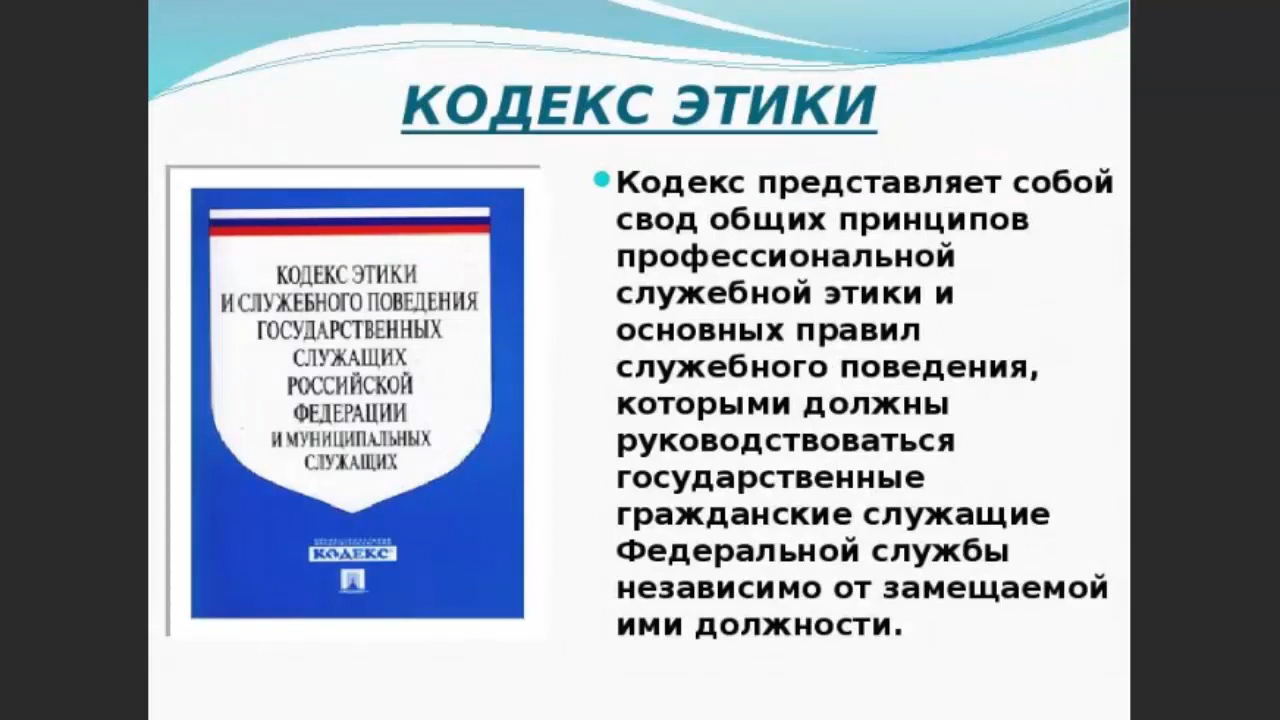 КОДЕКС ЭТИКИ
КОДЕКС ЭТИКИ
И СЛУЖЕБНОГО ПОВЕДЕНИЯ
ГОСУДАРСТВЕННЫХ
СЛУЖАЩИХ
РОССИЙСКОЙ
ФЕДЕРАЦИИ
И МУНИЦИПАЛЬНЫХ
СЛУЖАЩИХ
КОДЕКС
Кодекс представляет собой
свод общих принципов
профессиональной
служебной этики и
основных правил
служебного поведения,
которыми должны
руководствоваться
государственные
гражданские служащие
Федеральной службы
независимо от замещаемой
ими должности.